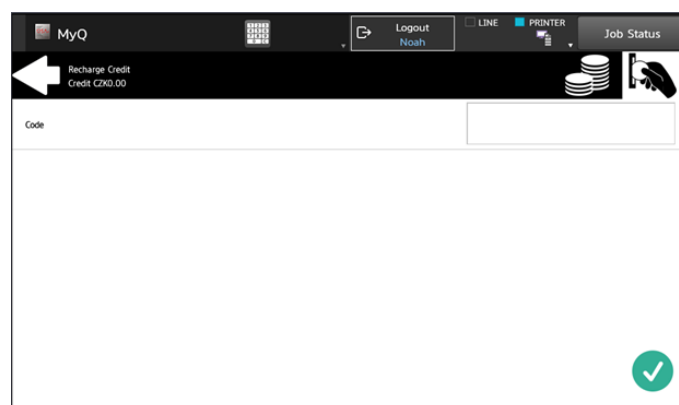 MyQ
Logout
Noah
LINE
PRINTER
Job Status
Recharge Credit
Credit CZK0.00
Code